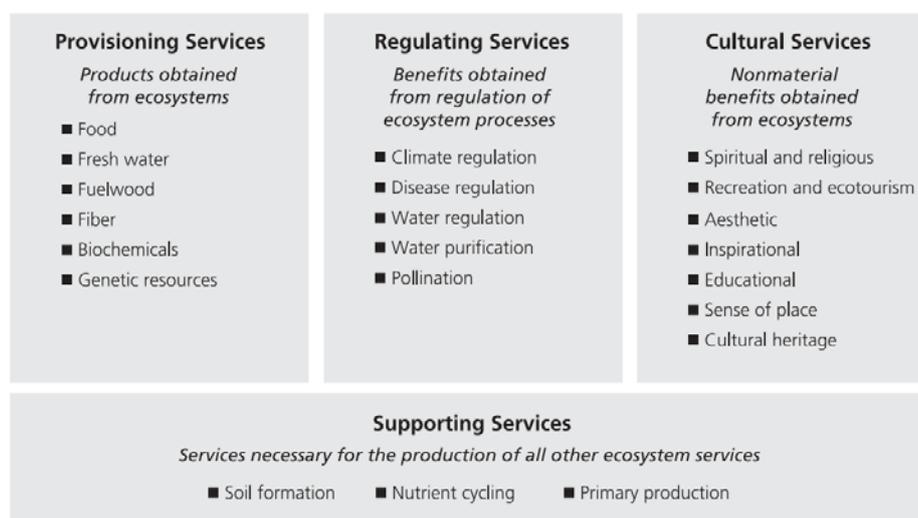 Provisioning Services
Products obtained
from ecosystems
■ Food
■ Fresh water
■ Fuelwood
■ Fiber
■ Biochemicals
■ Genetic resources
Regulating Services
Benefits obtained
from regulation of
ecosystem processes
■ Climate regulation
■ Disease regulation
■ Water regulation
■ Water purification
■ Pollination
Cultural Services
Nonmaterial
benefits obtained
from ecosystems
■ Spiritual and religious
■ Recreation and ecotourism
■ Aesthetic
■ Inspirational
■ Educational
■ Sense of place
■ Cultural heritage
Supporting Services
Services necessary for the production of all other ecosystem services
■ Soil formation ■ Nutrient cycling ■ Primary production